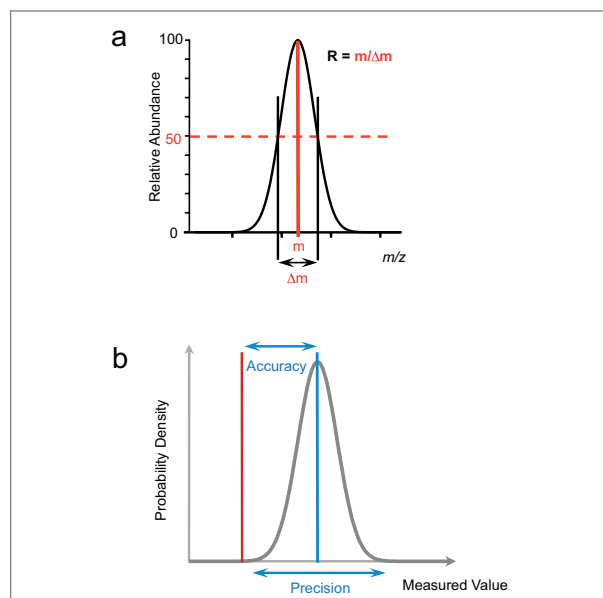 a
100
R = m/Δm
Relative Abundance
50
0
m
m/z
Δm
b
Accuracy
Probability Density
Precision
Measured Value